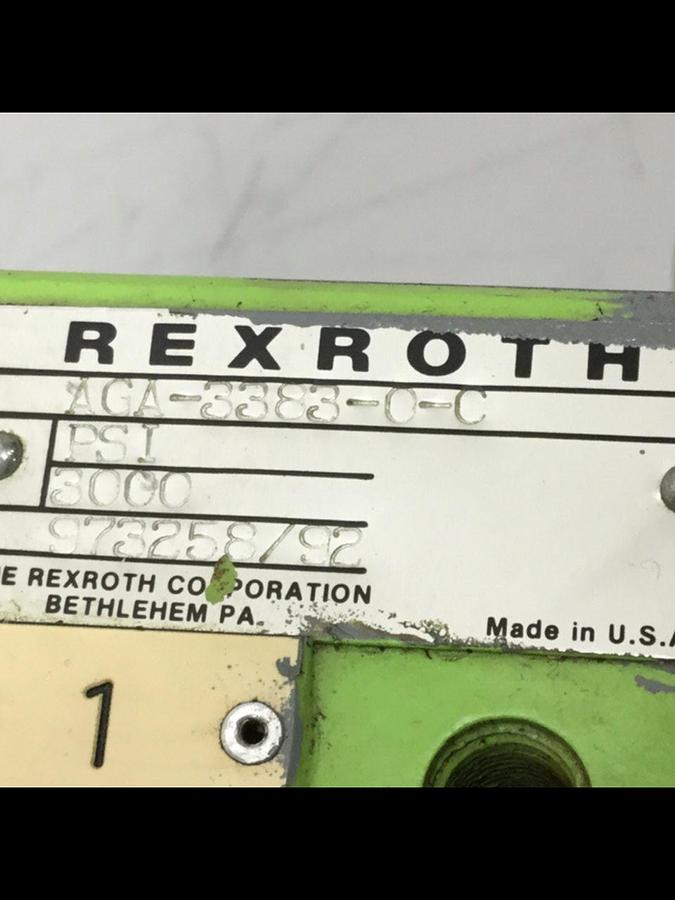 REXROTH
AGA-3383-0-C
PSI
3000
973258/92
E REXROTH CORPORATION
BETHLEHEM PA.
Made in U.S.A
1